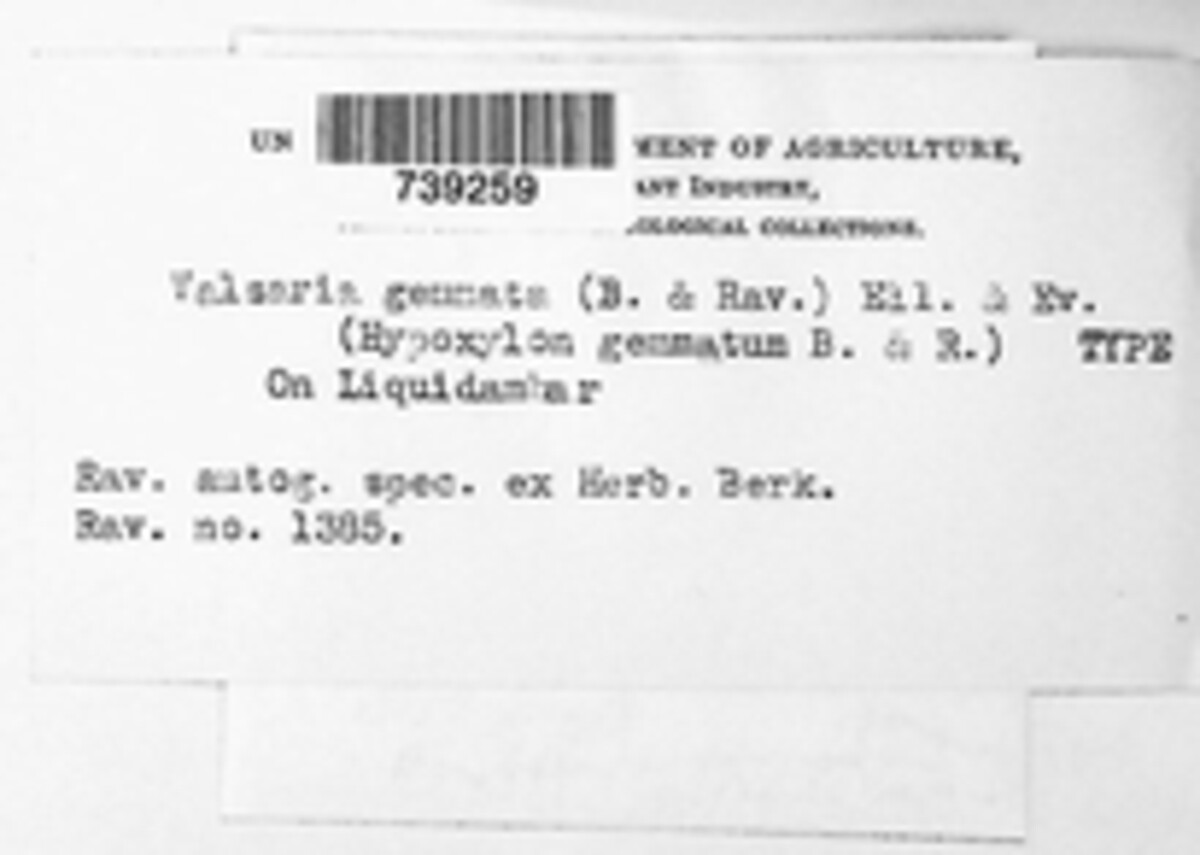 UN MENT OF AGRICULTURE,
739259 ANT INDUSTRY,
OLOGICAL COLLECTIONS.
Valsaria gemmata (B. & Rav.) Ell. & Ev.
(Hypoxylon gemmatum B. & R.) TYPE
On Liquidambar
Rav. autog. spec. ex Herb. Berk.
Rav. no. 1385.